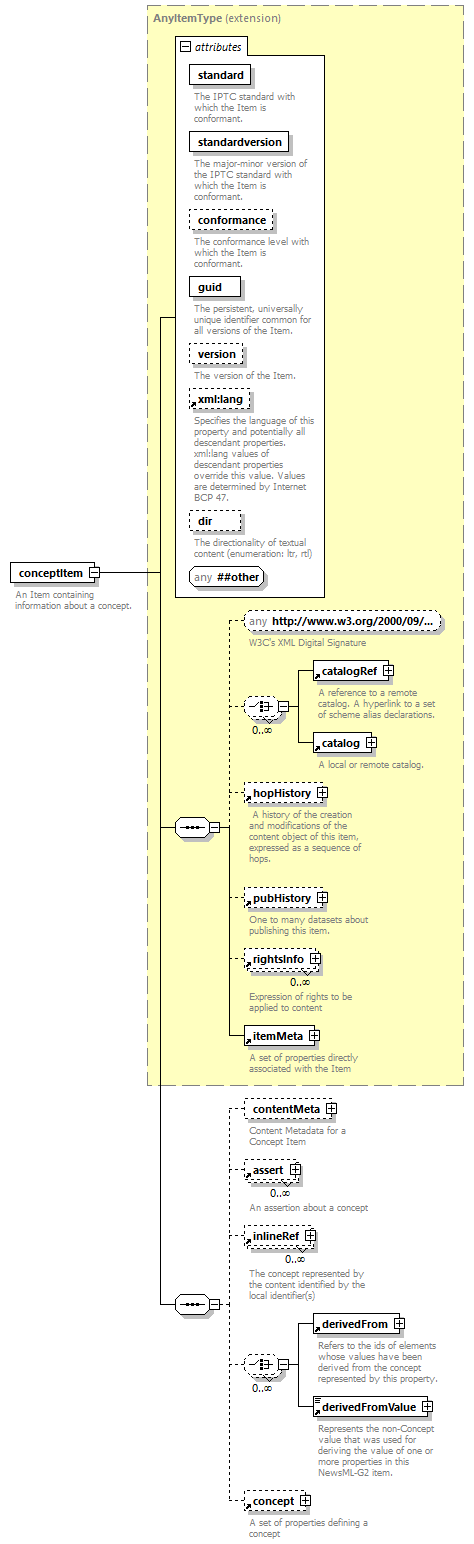 AnyItemType (extension)
attributes
standard
The IPTC standard with
which the Item is
conformant.
standardversion
The major-minor version of
the IPTC standard with
which the Item is
conformant.
conformance
The conformance level with
which the Item is
conformant.
guid
The persistent, universally
unique identifier common for
all versions of the Item.
version
The version of the Item.
xml:lang
Specifies the language of this
property and potentially all
descendant properties.
xml:lang values of
descendant properties
override this value. Values
are determined by Internet
BCP 47.
dir
The directionality of textual
content (enumeration: ltr, rtl)
any ##other
conceptItem
An Item containing
information about a concept.
any http://www.w3.org/2000/09/...
W3C's XML Digital Signature
catalogRef
A reference to a remote
catalog. A hyperlink to a set
of scheme alias declarations.
0..∞
catalog
A local or remote catalog.
hopHistory
A history of the creation
and modifications of the
content object of this item,
expressed as a sequence of
hops.
pubHistory
One to many datasets about
publishing this item.
rightsInfo
0..∞
Expression of rights to be
applied to content
itemMeta
A set of properties directly
associated with the Item
contentMeta
Content Metadata for a
Concept Item
assert
0..∞
An assertion about a concept
inlineRef
0..∞
The concept represented by
the content identified by the
local identifier(s)
derivedFrom
Refers to the ids of elements
whose values have been
derived from the concept
represented by this property.
0..∞
derivedFromValue
Represents the non-Concept
value that was used for
deriving the value of one or
more properties in this
NewsML-G2 item.
concept
A set of properties defining a
concept